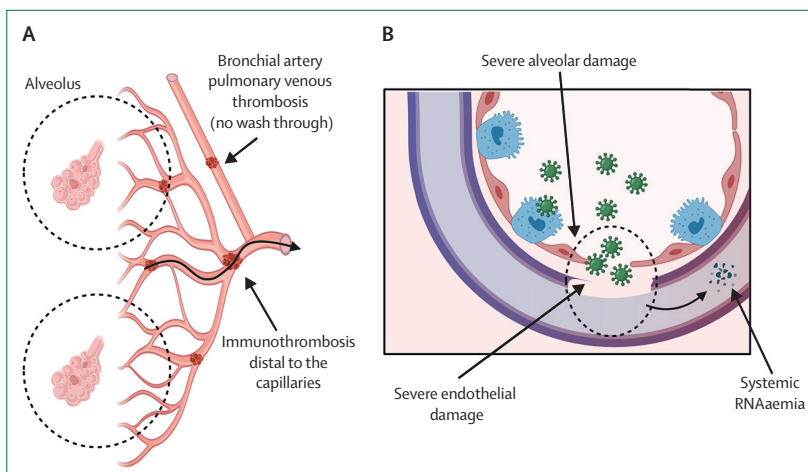 A
Bronchial artery
pulmonary venous
thrombosis
(no wash through)
Alveolus
Immunothrombosis
distal to the
capillaries
B
Severe alveolar damage
Severe endothelial
damage
Systemic
RNAaemia